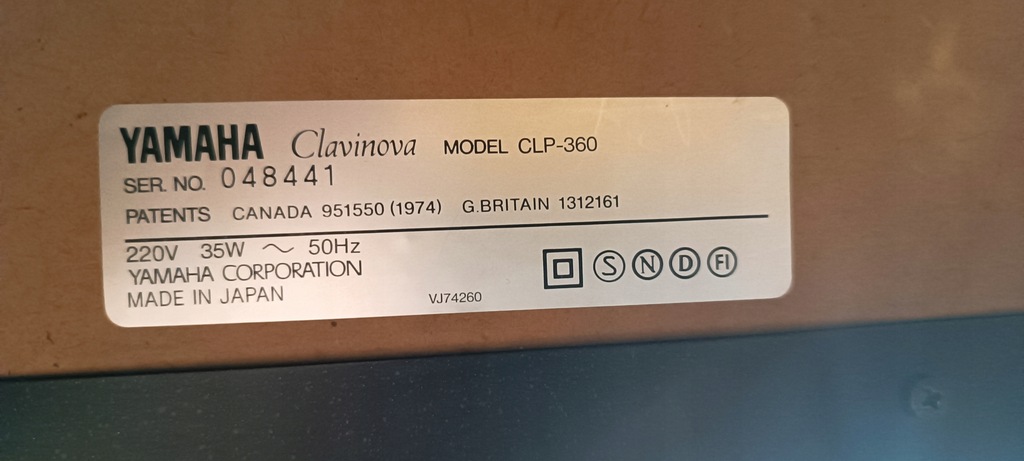 YAMAHA Clavinova MODEL CLP-360
SER. NO. 048441
PATENTS CANADA 951550 (1974) G.BRITAIN 1312161
220V 35W ~ 50Hz
YAMAHA CORPORATION
MADE IN JAPAN VJ74260
S N D FI